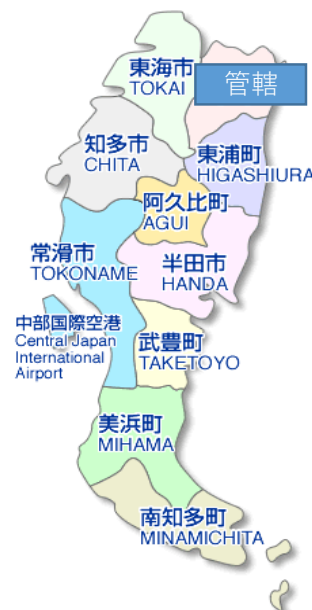 東海市
TOKAI
管轄
知多市
CHITA
東浦町
HIGASHIURA
阿久比町
AGUI
常滑市
TOKONAME
半田市
HANDA
中部国際空港
Central Japan
International
Airport
武豊町
TAKETOYO
美浜町
MIHAMA
南知多町
MINAMICHITA